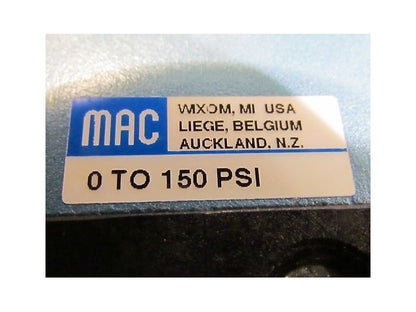 MAC
WIXOM, MI USA
LIEGE, BELGIUM
AUCKLAND, N.Z.
0 TO 150 PSI